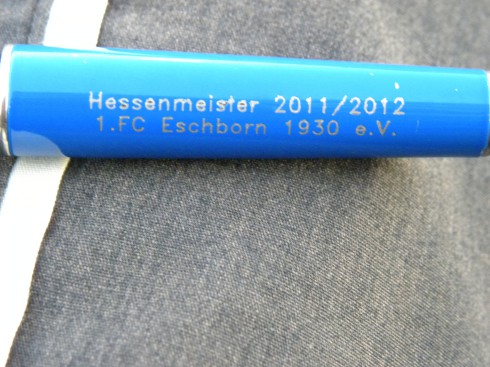 Hessenmeister 2011/2012
1.FC Eschborn 1930 e.V.